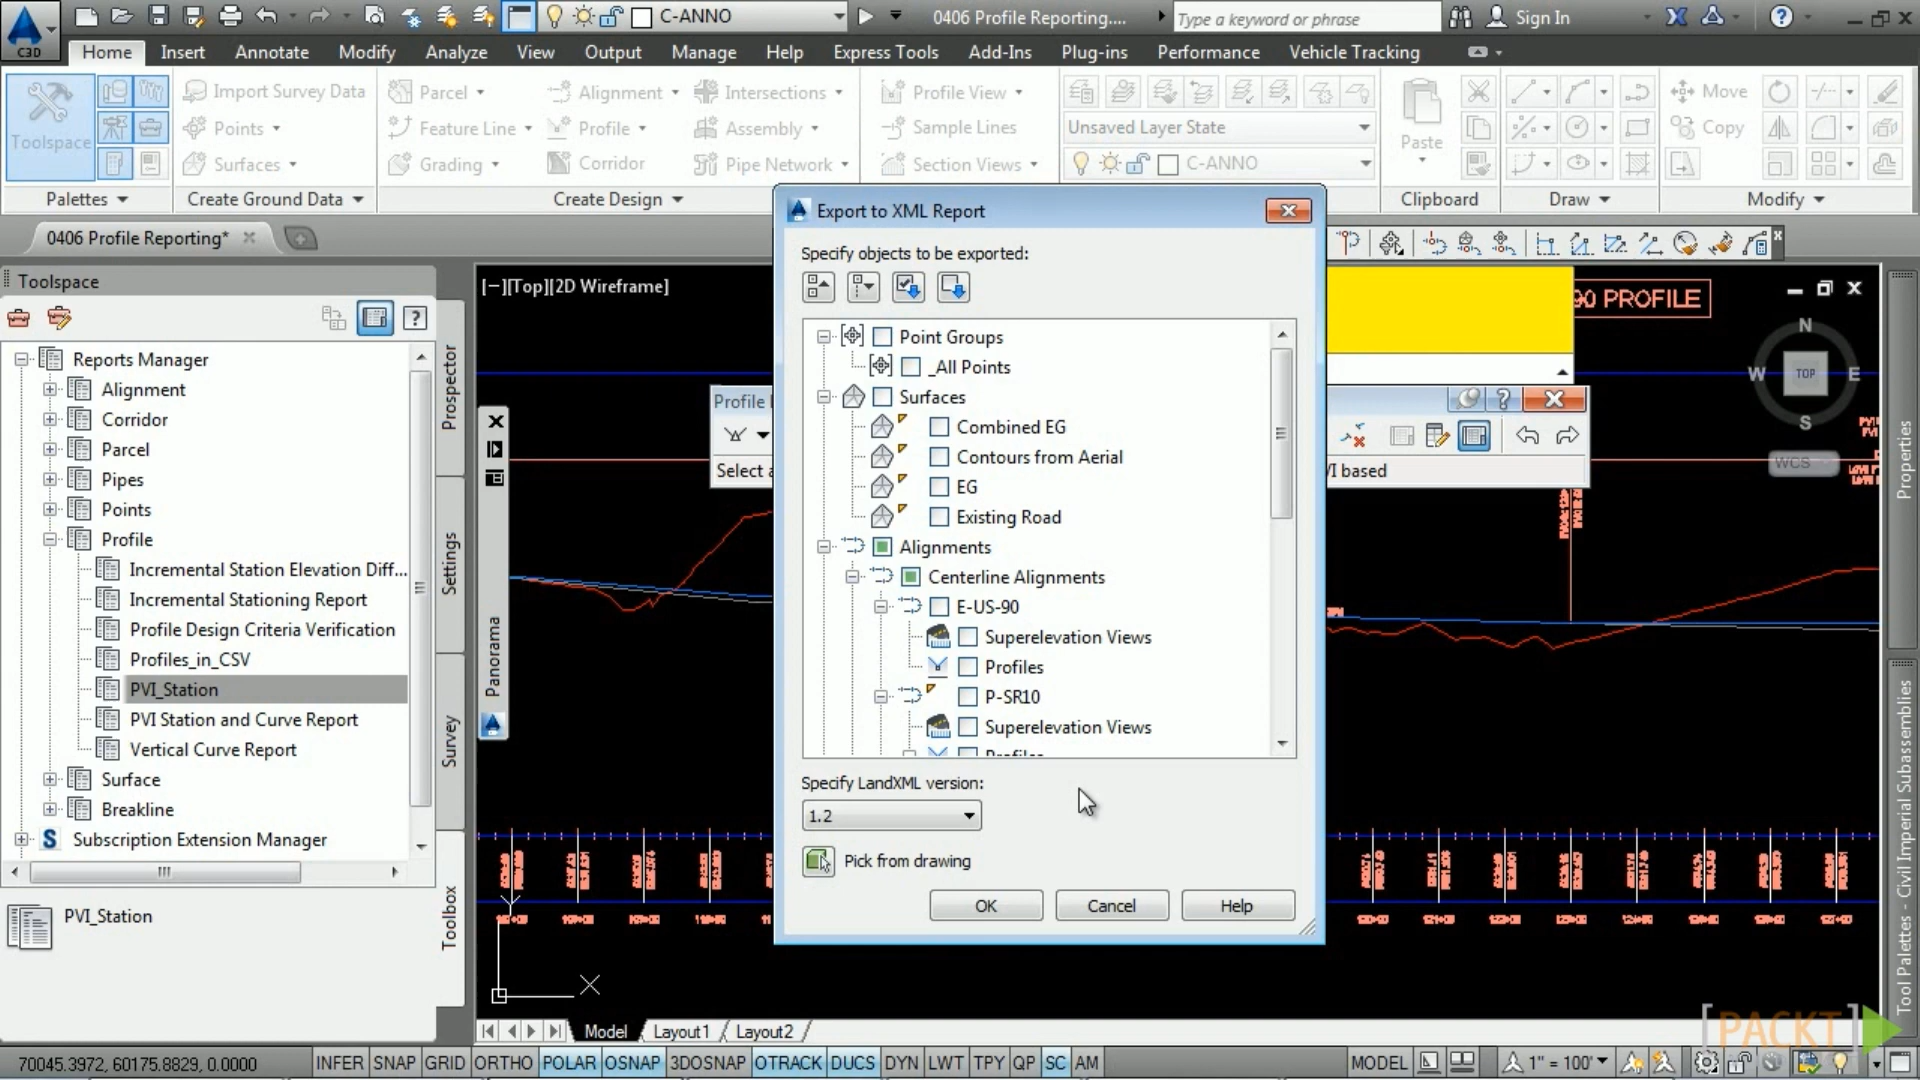 C-ANNO
0406 Profile Reporting....
Type a keyword or phrase
Sign In
C3D
Home
Insert
Annotate
Modify
Analyze
View
Output
Manage
Help
Express Tools
Add-Ins
Plug-ins
Performance
Vehicle Tracking
Toolspace
Import Survey Data
Points
Surfaces
Parcel
Feature Line
Grading
Alignment
Profile
Corridor
Intersections
Assembly
Pipe Network
Profile View
Sample Lines
Section Views
Unsaved Layer State
C-ANNO
Paste
Move
Copy
Palettes
Create Ground Data
Create Design
Clipboard
Draw
Modify
0406 Profile Reporting*
Toolspace
Reports Manager
Alignment
Corridor
Parcel
Pipes
Points
Profile
Incremental Station Elevation Diff...
Incremental Stationing Report
Profile Design Criteria Verification
Profiles_in_CSV
PVI_Station
PVI Station and Curve Report
Vertical Curve Report
Surface
Breakline
Subscription Extension Manager
PVI_Station
Prospector
Settings
Survey
Toolbox
[−][Top][2D Wireframe]
Panorama
Profile
Select a
VI based
90 PROFILE
N
W
TOP
E
S
WCS
Properties
Tool Palettes - Civil Imperial Subassemblies
Export to XML Report
Specify objects to be exported:
Point Groups
_All Points
Surfaces
Combined EG
Contours from Aerial
EG
Existing Road
Alignments
Centerline Alignments
E-US-90
Superelevation Views
Profiles
P-SR10
Superelevation Views
Profiles
Specify LandXML version:
1.2
Pick from drawing
OK
Cancel
Help
Y
X
Model
Layout1
Layout2
[PACKT]
70045.3972, 60175.8829, 0.0000
INFER
SNAP
GRID
ORTHO
POLAR
OSNAP
3DOSNAP
OTRACK
DUCS
DYN
LWT
TPY
QP
SC
AM
MODEL
1" = 100'